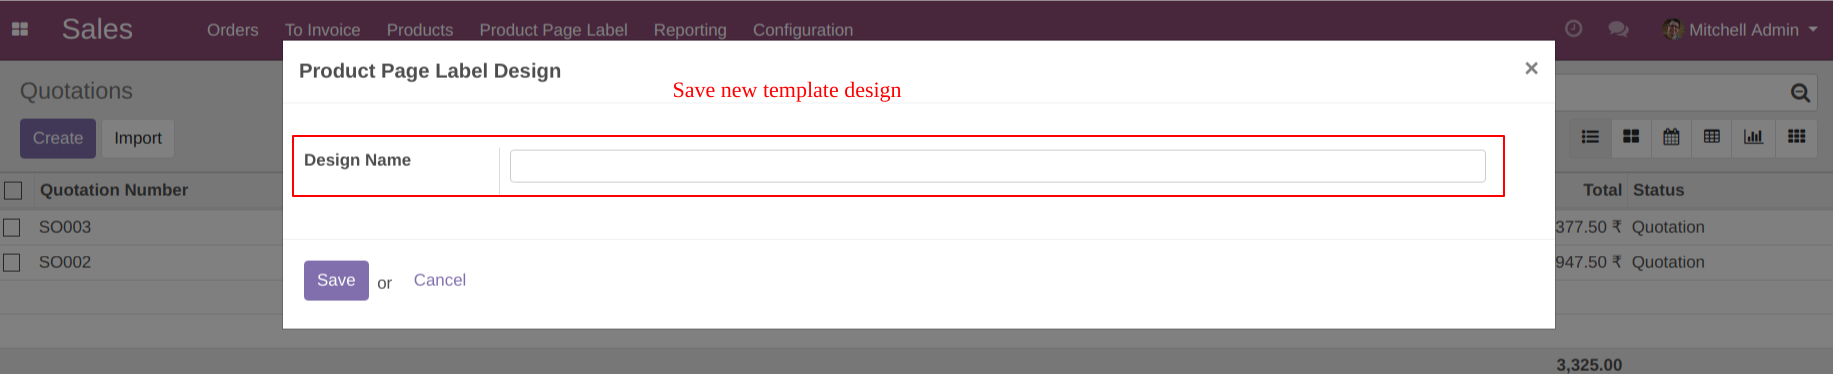 Sales Orders To Invoice Products Product Page Label Reporting Configuration Mitchell Admin
Product Page Label Design ×
Save new template design
Quotations
Create Import
Design Name
Quotation Number Total Status
SO003 377.50 ₹ Quotation
SO002 947.50 ₹ Quotation
Save or Cancel
3,325.00